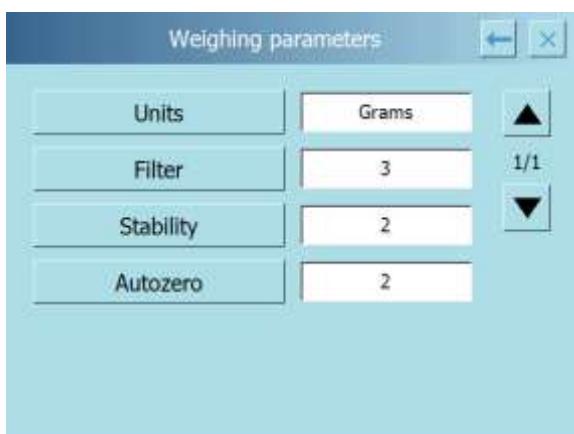 Weighing parameters
Units Grams
Filter 3 1/1
Stability 2
Autozero 2